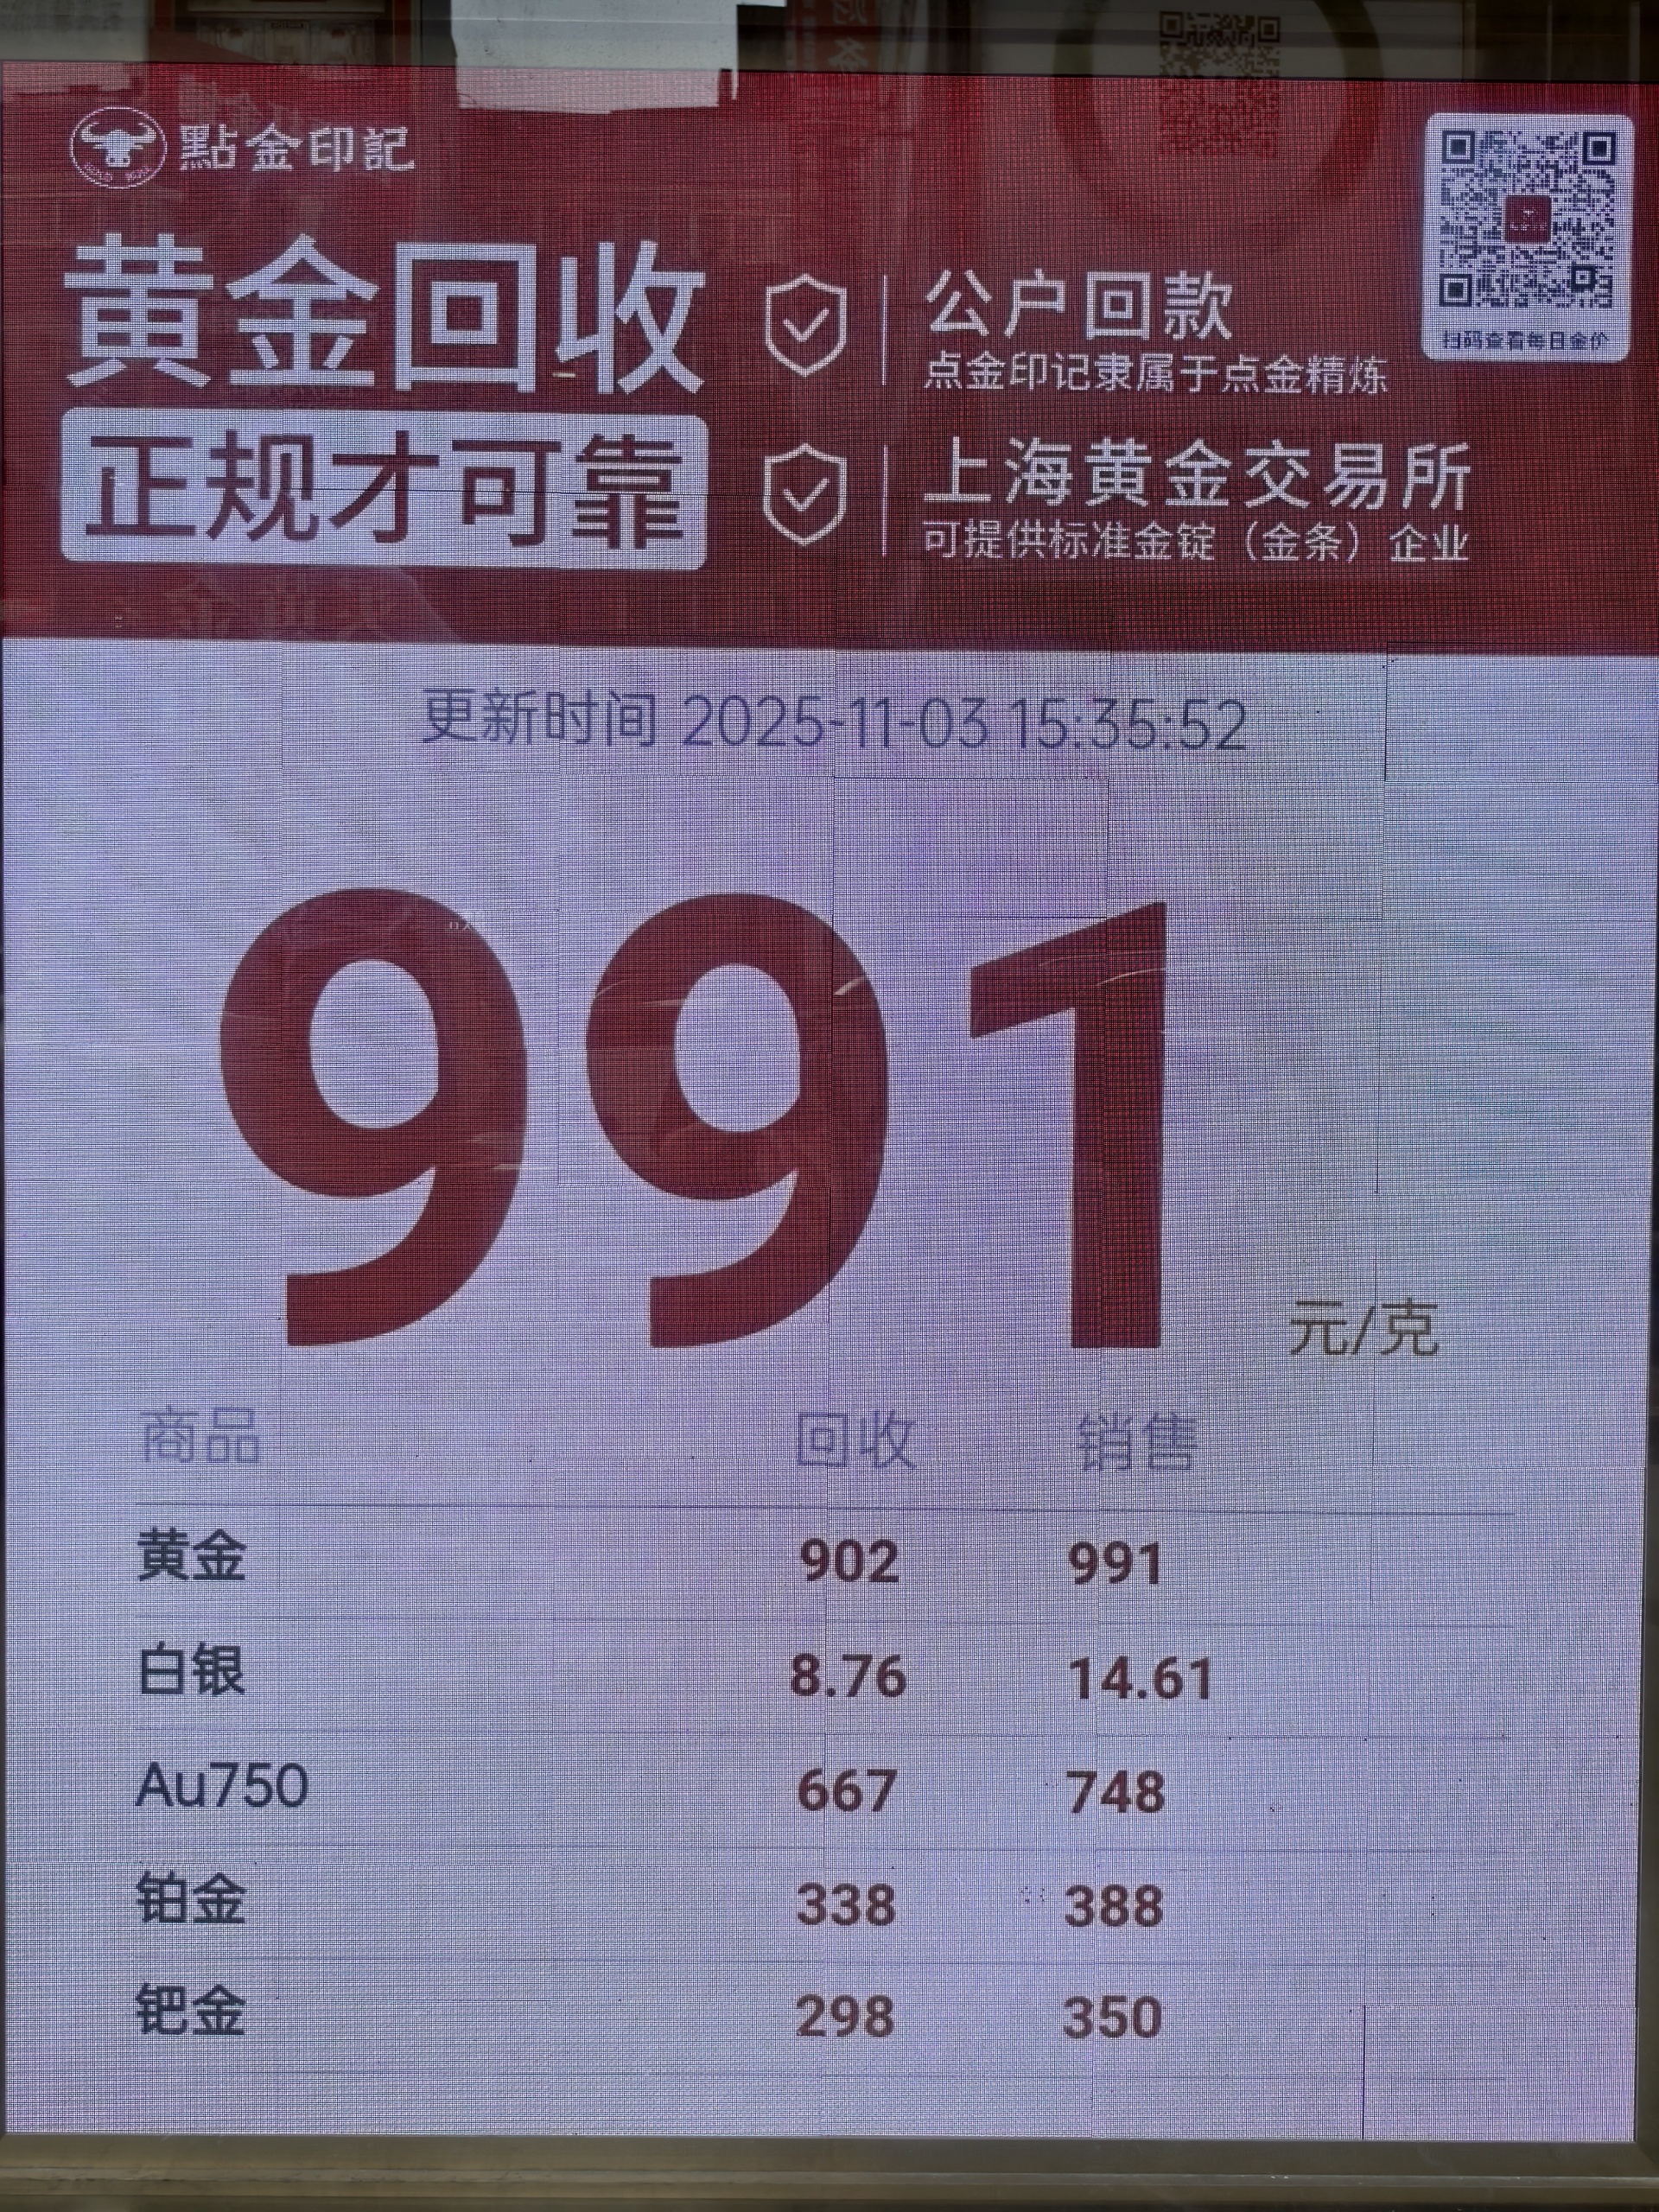 點金印記
黄金回收
正规才可靠
公户回款
点金印记隶属于点金精炼
上海黄金交易所
可提供标准金锭（金条）企业
扫码查看每日金价
更新时间 2025-11-03 15:35:52
991
元/克
商品 回收 销售
黄金 902 991
白银 8.76 14.61
Au750 667 748
铂金 338 388
钯金 298 350